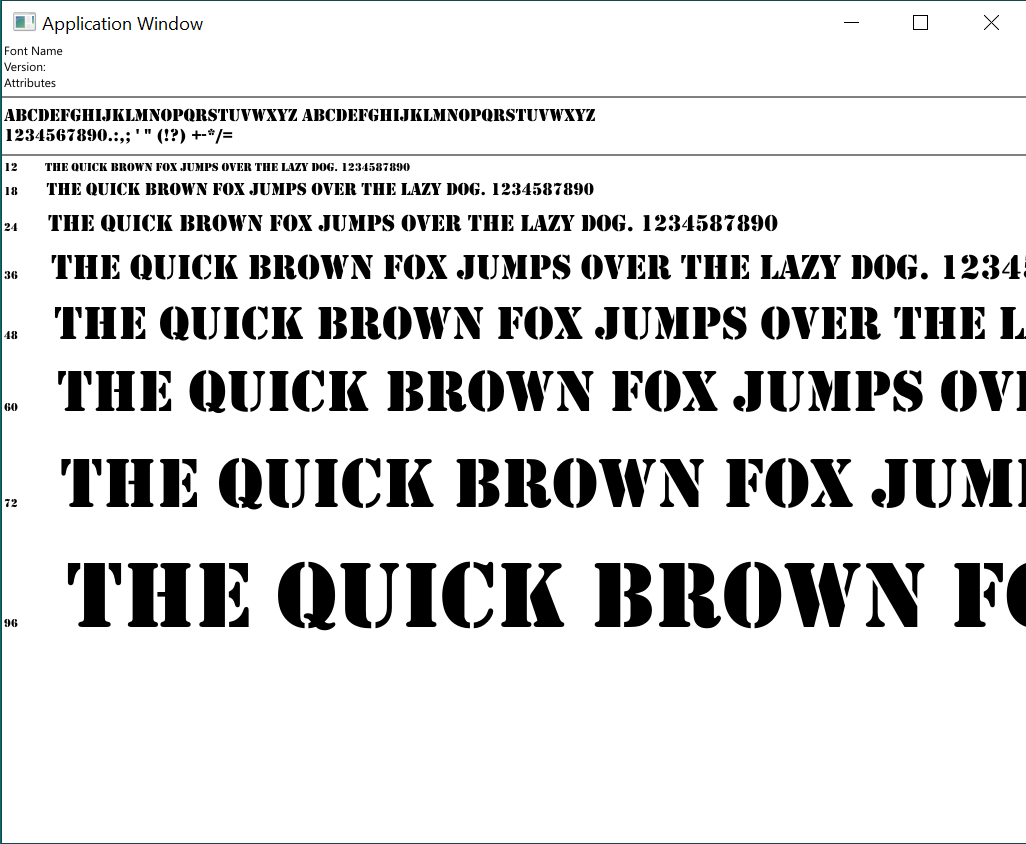 Application Window
Font Name
Version:
Attributes
ABCDEFGHIJKLMNOPQRSTUVWXYZ ABCDEFGHIJKLMNOPQRSTUVWXYZ
1234567890.:,; ' " (!?) +-*/=
12 THE QUICK BROWN FOX JUMPS OVER THE LAZY DOG. 1234587890
18 THE QUICK BROWN FOX JUMPS OVER THE LAZY DOG. 1234587890
24 THE QUICK BROWN FOX JUMPS OVER THE LAZY DOG. 1234587890
36 THE QUICK BROWN FOX JUMPS OVER THE LAZY DOG. 1234
48 THE QUICK BROWN FOX JUMPS OVER THE L
60 THE QUICK BROWN FOX JUMPS OV
72 THE QUICK BROWN FOX JUM
96 THE QUICK BROWN F